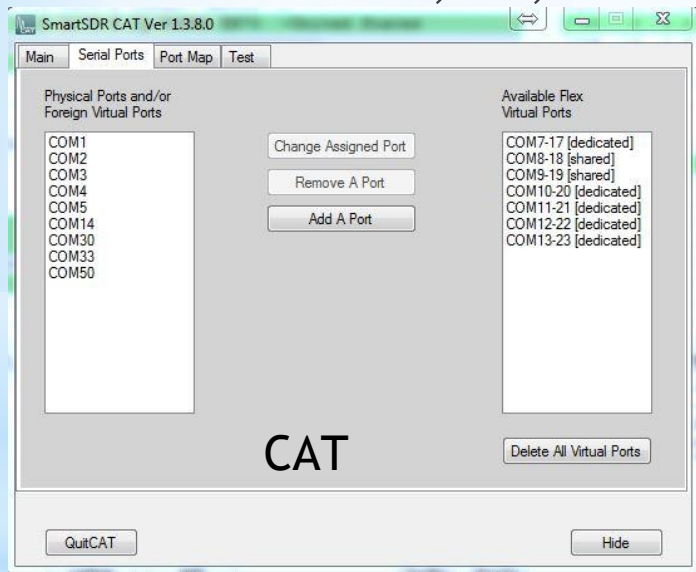 SmartSDR CAT Ver 1.3.8.0
Main Serial Ports Port Map Test
Physical Ports and/or
Foreign Virtual Ports
COM1
COM2
COM3
COM4
COM5
COM14
COM30
COM33
COM50
Change Assigned Port
Remove A Port
Add A Port
Available Flex
Virtual Ports
COM7-17 [dedicated]
COM8-18 [shared]
COM9-19 [shared]
COM10-20 [dedicated]
COM11-21 [dedicated]
COM12-22 [dedicated]
COM13-23 [dedicated]
CAT
Delete All Virtual Ports
QuitCAT
Hide